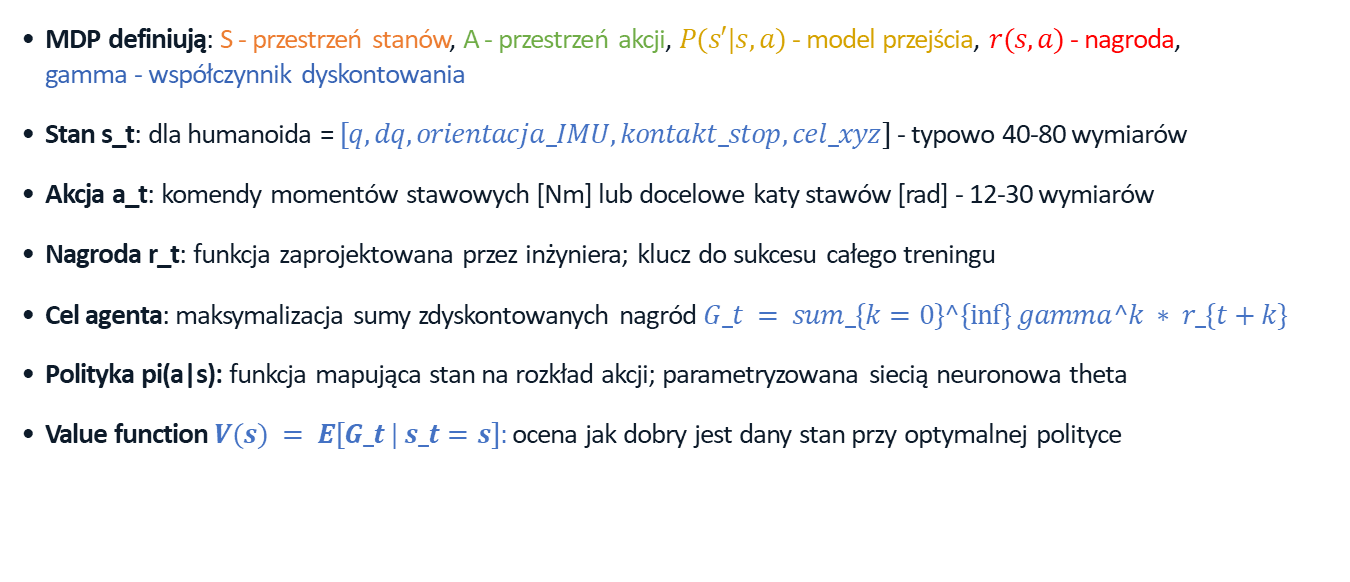 • MDP definiują: S - przestrzeń stanów, A - przestrzeń akcji, P(s′|s, a) - model przejścia, r(s, a) - nagroda,
gamma - współczynnik dyskontowania
• Stan s_t: dla humanoida = [q, dq, orientacja_IMU, kontakt_stop, cel_xyz] - typowo 40-80 wymiarów
• Akcja a_t: komendy momentów stawowych [Nm] lub docelowe katy stawów [rad] - 12-30 wymiarów
• Nagroda r_t: funkcja zaprojektowana przez inżyniera; klucz do sukcesu całego treningu
• Cel agenta: maksymalizacja sumy zdyskontowanych nagród G_t = sum_{k = 0}^{inf} gamma^k * r_{t + k}
• Polityka pi(a|s): funkcja mapująca stan na rozkład akcji; parametryzowana siecią neuronowa theta
• Value function V(s) = E[G_t | s_t = s]: ocena jak dobry jest dany stan przy optymalnej polityce